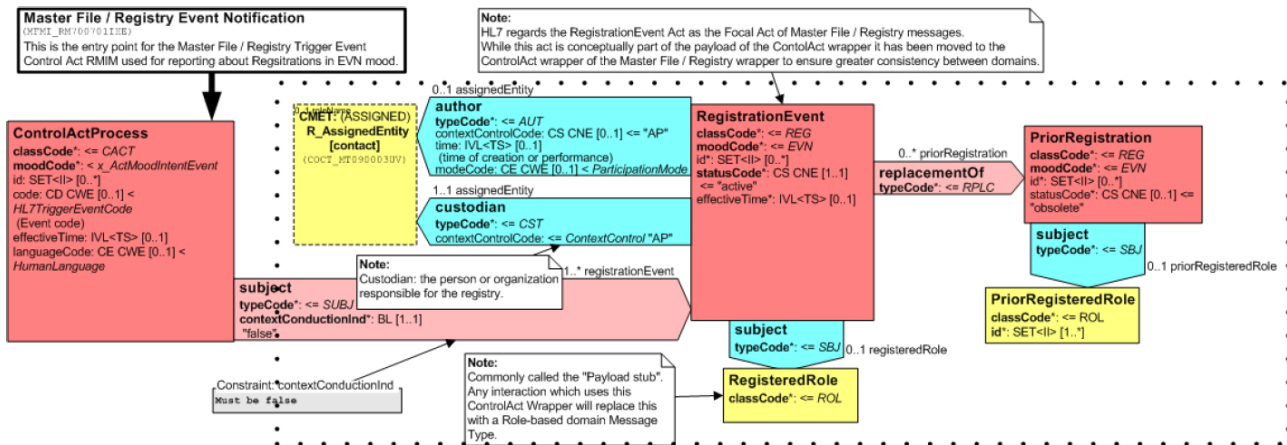 Master File / Registry Event Notification
(MFMI_RM700701IXE)
This is the entry point for the Master File / Registry Trigger Event
Control Act RMIM used for reporting about Regsitrations in EVN mood.
Note:
HL7 regards the RegistrationEvent Act as the Focal Act of Master File / Registry messages.
While this act is conceptually part of the payload of the ContolAct wrapper it has been moved to the
ControlAct wrapper of the Master File / Registry wrapper to ensure greater consistency between domains.
ControlActProcess
classCode*: <= CACT
moodCode*: < x_ActMoodIntentEvent
id: SET<II> [0..*]
code: CD CWE [0..1] <
HL7TriggerEventCode
(Event code)
effectiveTime: IVL<TS> [0..1]
languageCode: CE CWE [0..1] <
HumanLanguage
CMET: (ASSIGNED)
R_AssignedEntity
[contact]
(COCT_MT090003UV)
0..1 assignedEntity
author
typeCode*: <= AUT
contextControlCode: CS CNE [0..1] <= "AP"
time: IVL<TS> [0..1]
(time of creation or performance)
modeCode: CE CWE [0..1] < ParticipationMode
1..1 assignedEntity
custodian
typeCode*: <= CST
contextControlCode: <= ContextControl "AP"
Note:
Custodian: the person or organization
responsible for the registry.
1..* registrationEvent
subject
typeCode*: <= SUBJ
contextConductionInd*: BL [1..1]
"false"
Constraint: contextConductionInd
Must be false
RegistrationEvent
classCode*: <= REG
moodCode*: <= EVN
id*: SET<II> [0..*]
statusCode*: CS CNE [1..1]
<= "active"
effectiveTime*: IVL<TS> [0..1]
0..* priorRegistration
replacementOf
typeCode*: <= RPLC
PriorRegistration
classCode*: <= REG
moodCode*: <= EVN
id*: SET<II> [0..*]
statusCode*: CS CNE [0..1] <=
"obsolete"
subject
typeCode*: <= SBJ
0..1 priorRegisteredRole
PriorRegisteredRole
classCode*: <= ROL
id*: SET<II> [1..*]
subject
typeCode*: <= SBJ
0..1 registeredRole
RegisteredRole
classCode*: <= ROL
Note:
Commonly called the "Payload stub".
Any interaction which uses this
ControlAct Wrapper will replace this
with a Role-based domain Message
Type.